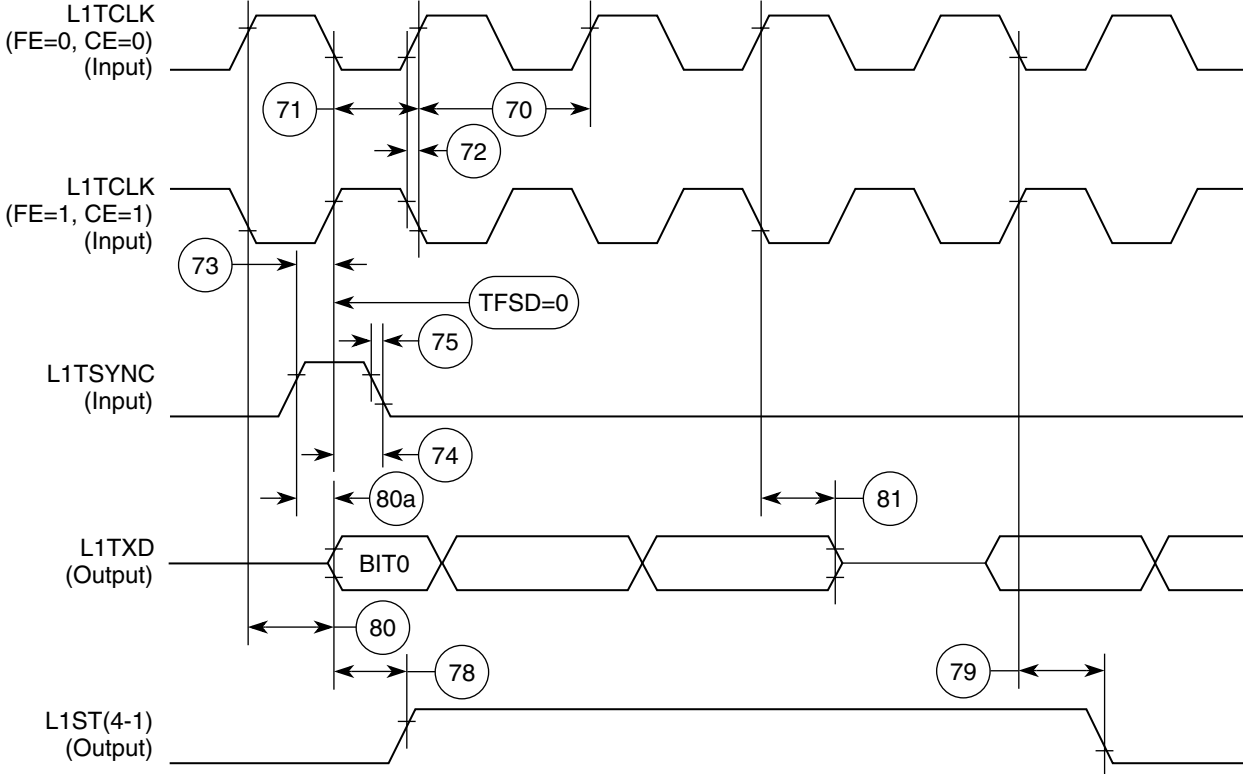 L1TCLK
(FE=0, CE=0)
(Input)
71
70
72
L1TCLK
(FE=1, CE=1)
(Input)
73
TFSD=0
75
L1TSYNC
(Input)
74
80a
81
L1TXD
(Output)
BIT0
80
78
79
L1ST(4-1)
(Output)